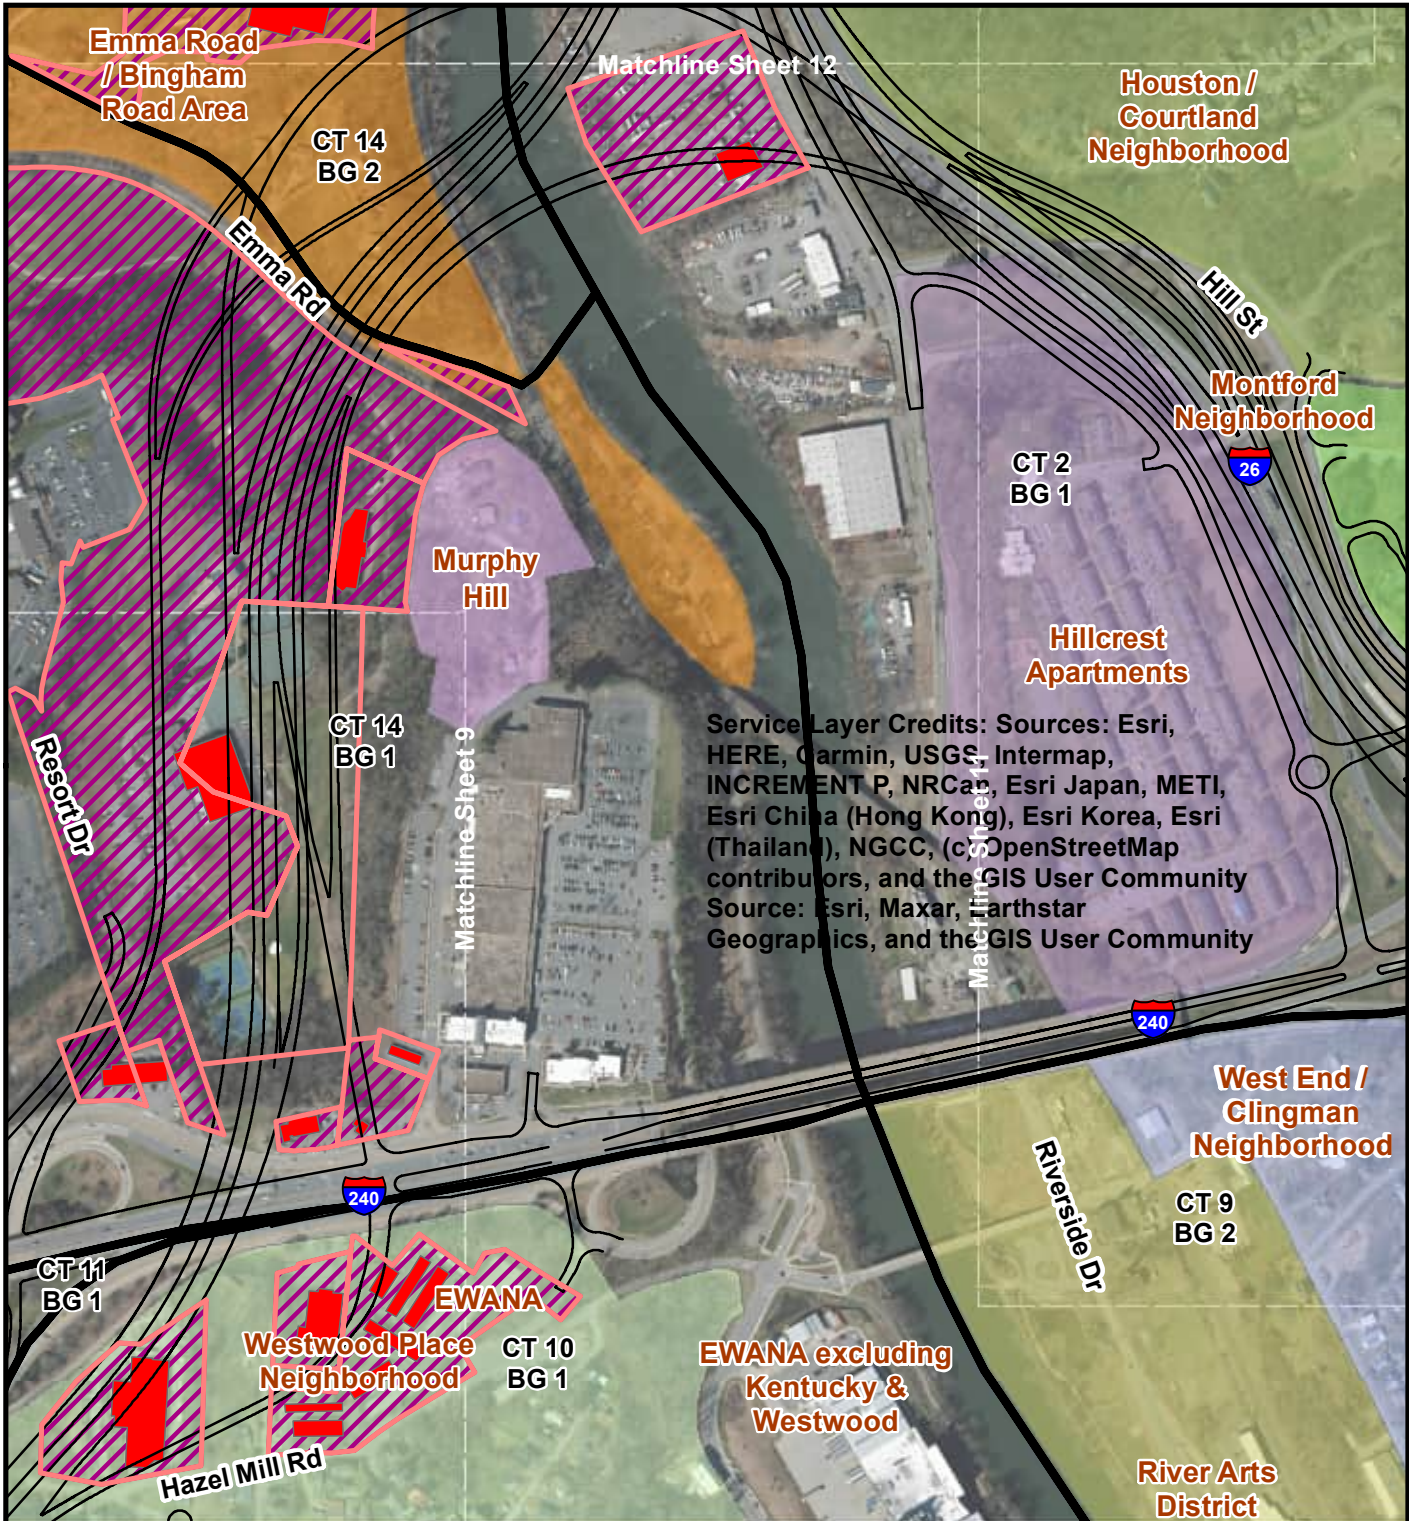 Emma Road
/ Bingham
Road Area
Matchline Sheet 12
Houston /
Courtland
Neighborhood
CT 14
BG 2
Emma Rd
Hill St
Montford
Neighborhood
26
CT 2
BG 1
Murphy
Hill
Hillcrest
Apartments
CT 14
BG 1
Resort Dr
Matchline Sheet 9
Matchline Sheet 11
Service Layer Credits: Sources: Esri,
HERE, Garmin, USGS, Intermap,
INCREMENT P, NRCan, Esri Japan, METI,
Esri China (Hong Kong), Esri Korea, Esri
(Thailand), NGCC, (c) OpenStreetMap
contributors, and the GIS User Community
Source: Esri, Maxar, Earthstar
Geographics, and the GIS User Community
240
West End /
Clingman
Neighborhood
Riverside Dr
CT 9
BG 2
240
CT 11
BG 1
EWANA
Westwood Place
Neighborhood
CT 10
BG 1
EWANA excluding
Kentucky &
Westwood
Hazel Mill Rd
River Arts
District